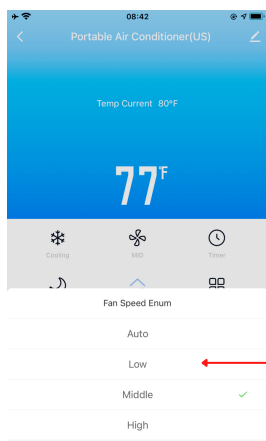 08:42
Portable Air Conditioner(US)
Temp Current 80°F
77°F
Cooling
MID
Timer
Fan Speed Enum
Auto
Low
Middle
High